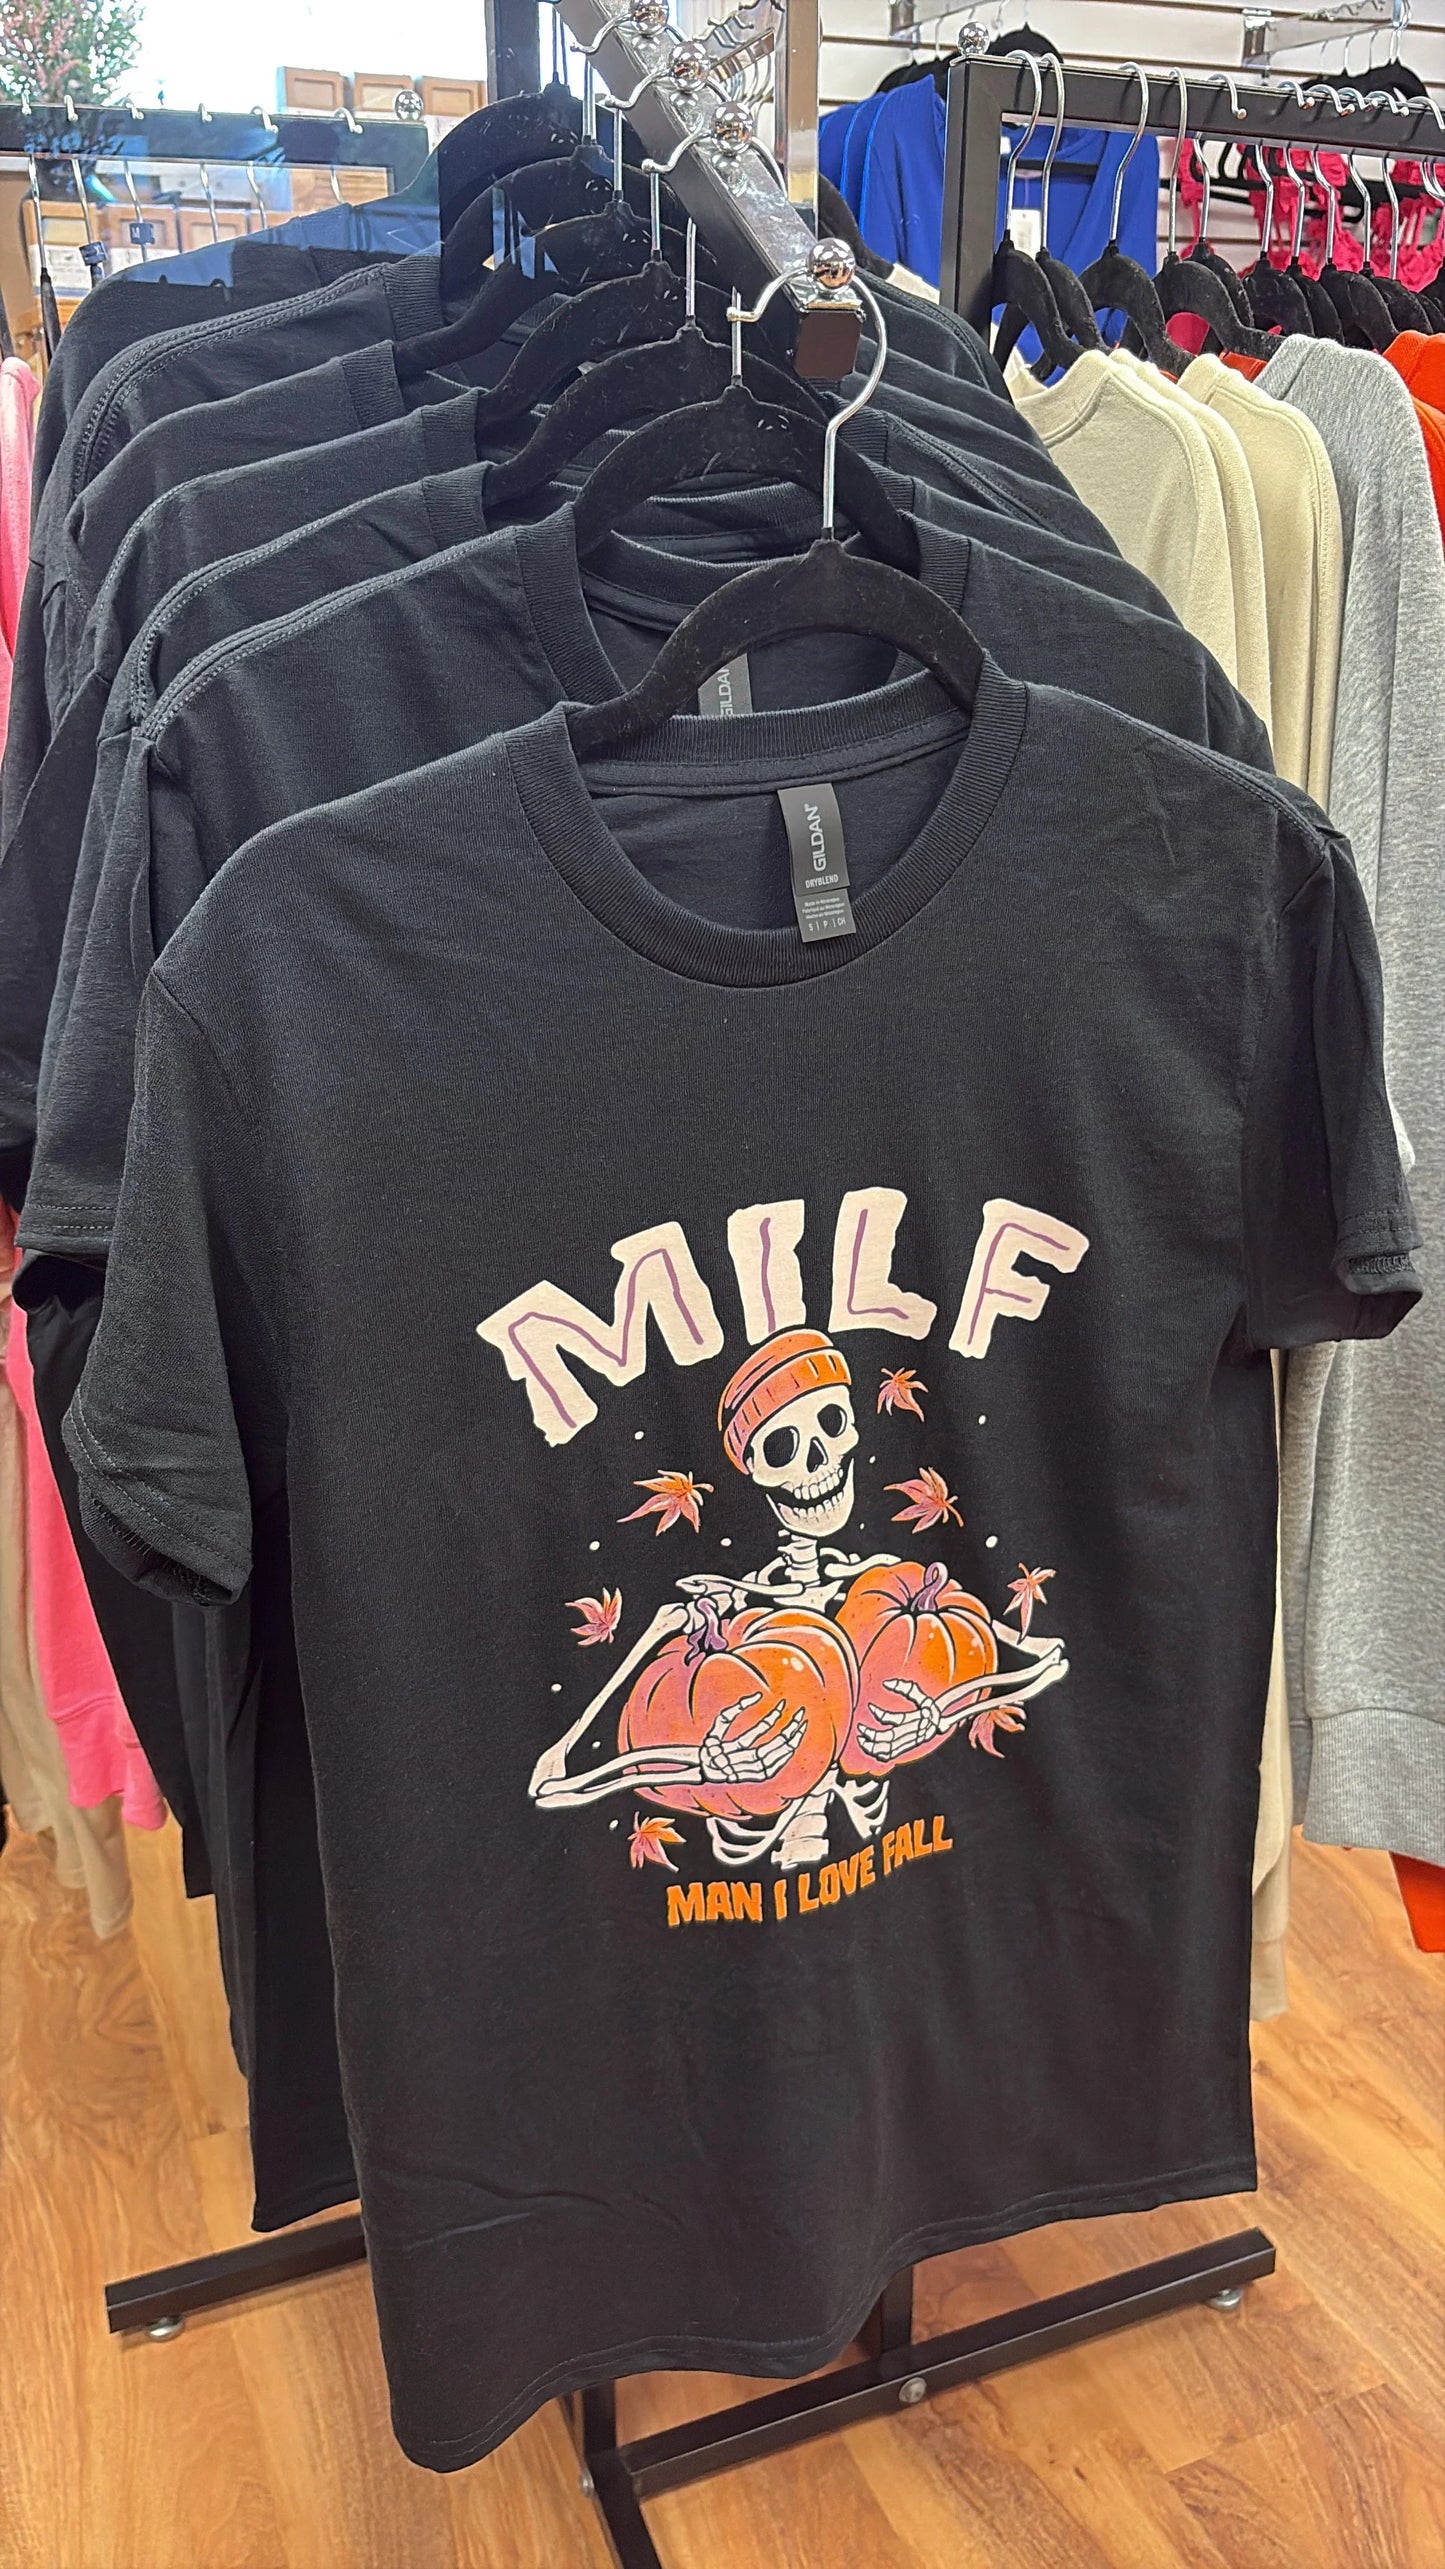 GILDAN
GILDAN
DRYBLEND
S | P | CH
MILF
MAN I LOVE FALL